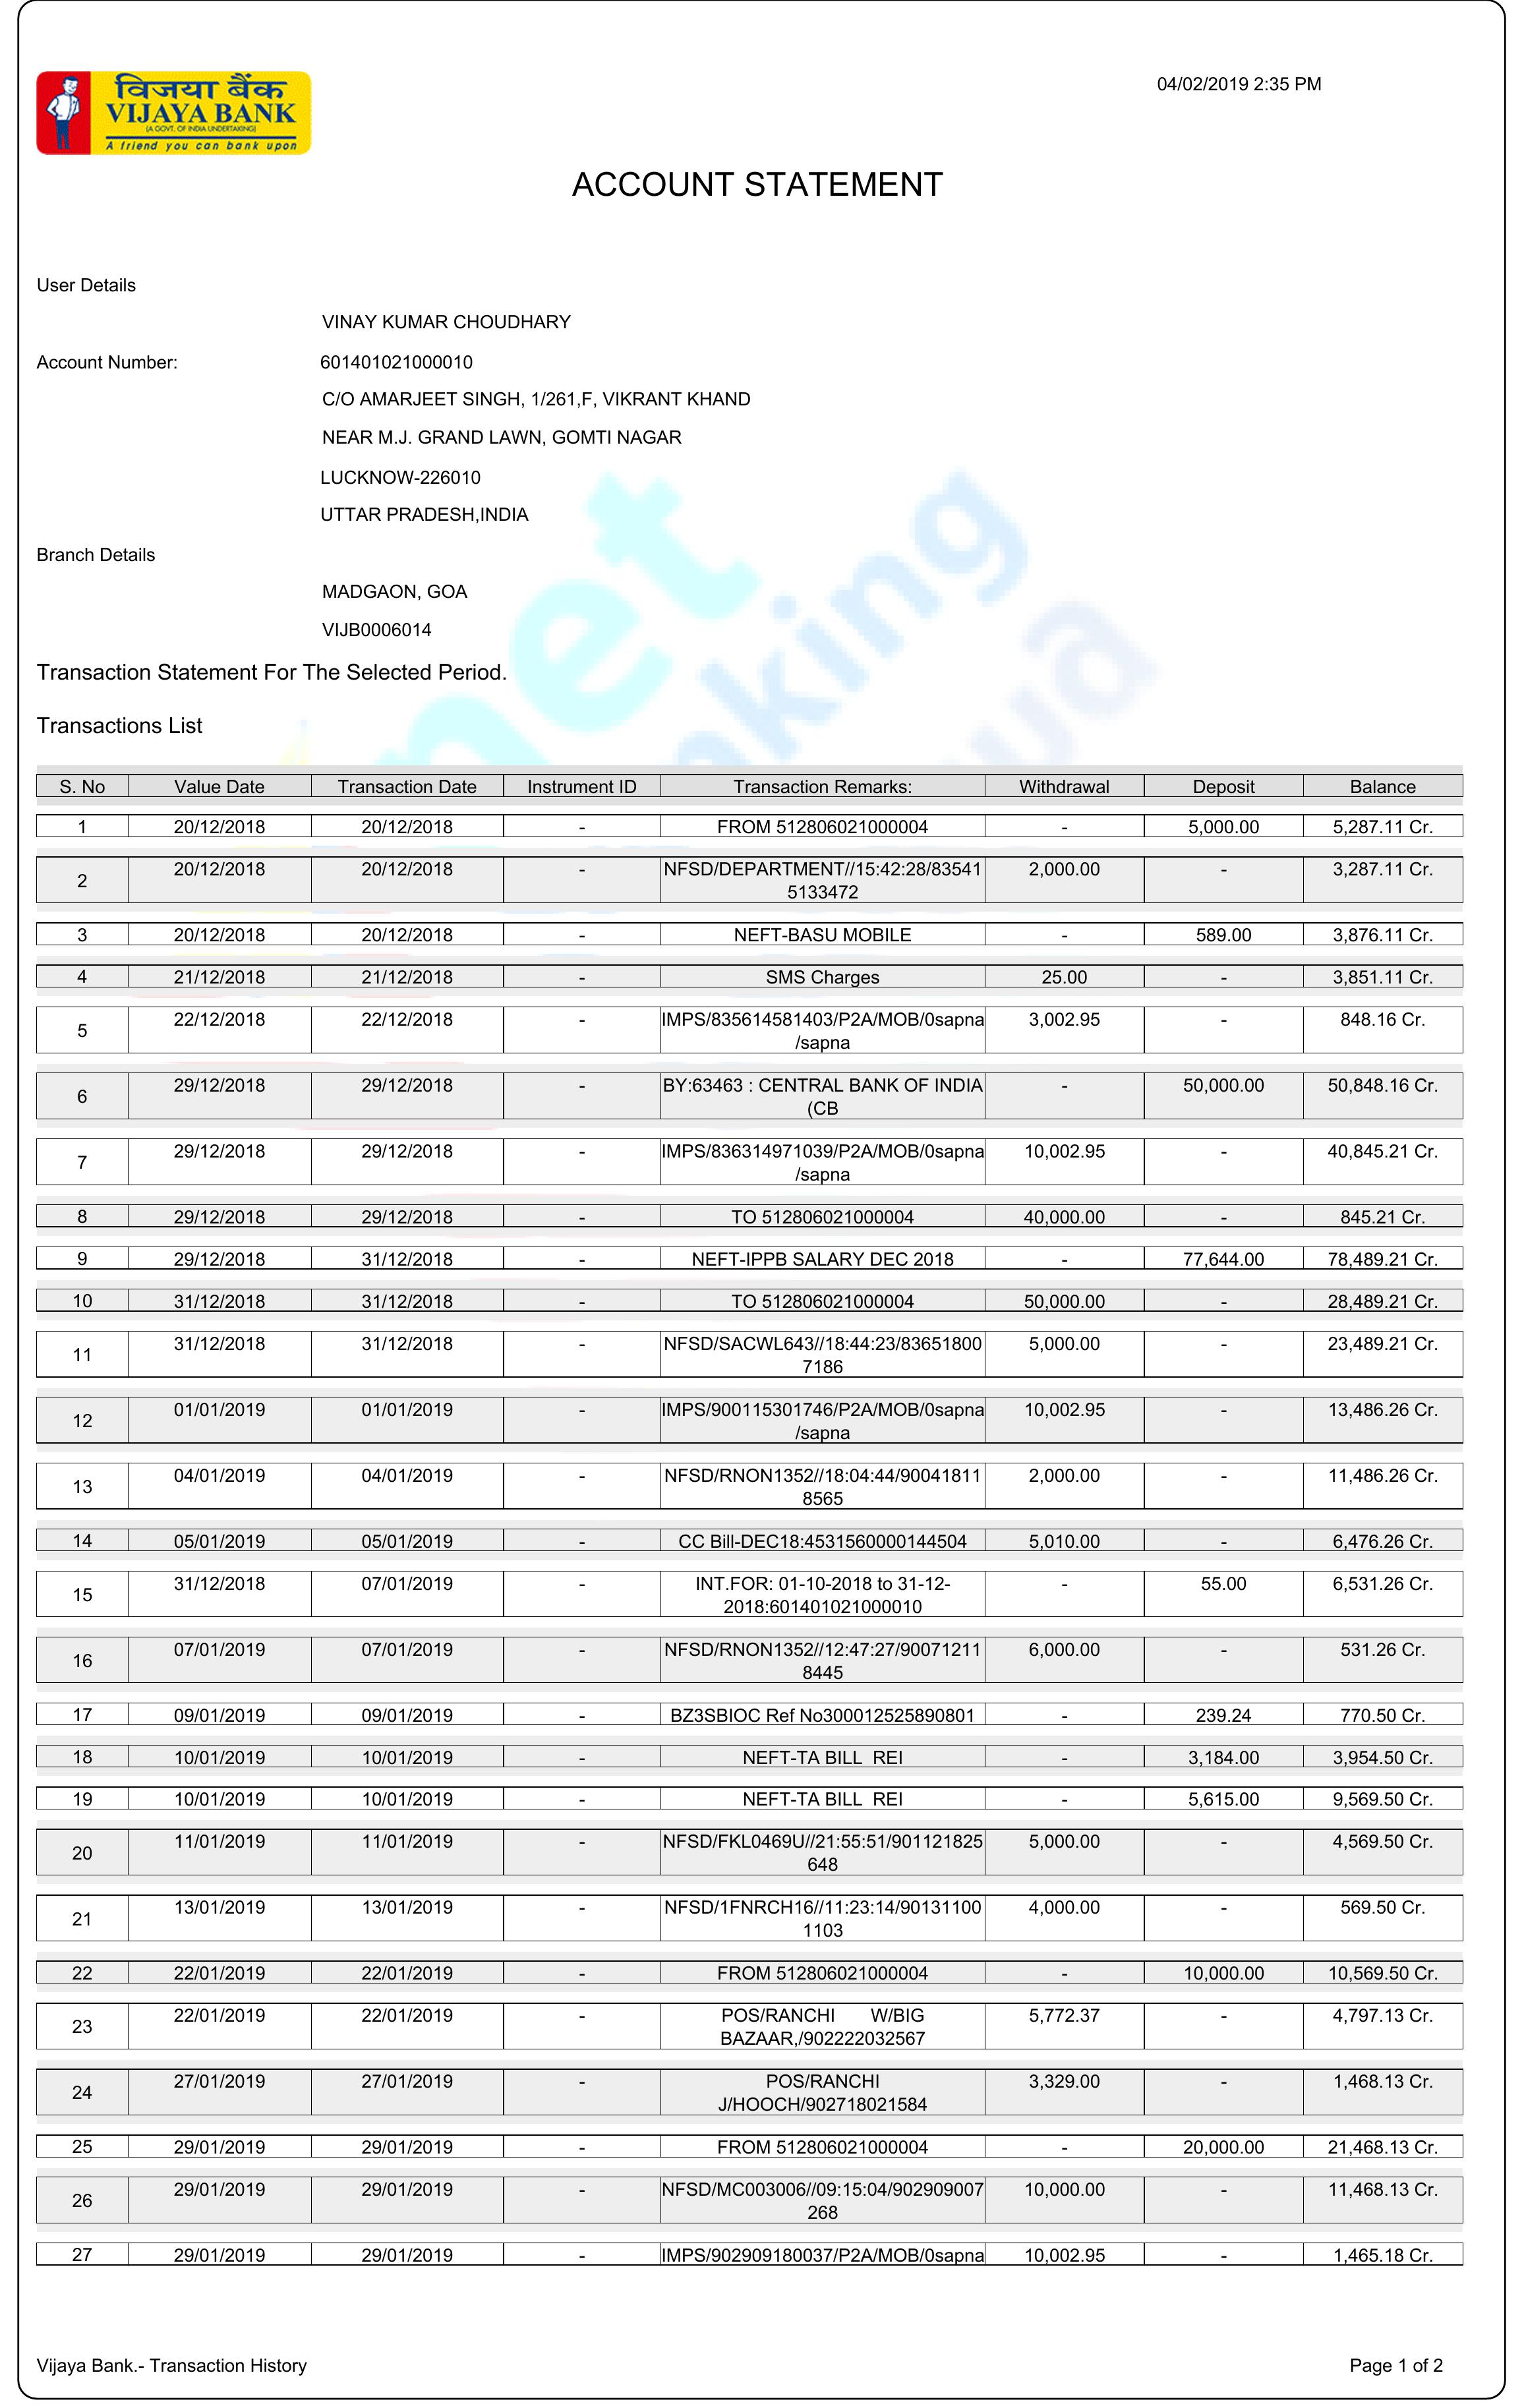 विजया बैंक
VIJAYA BANK
(A GOVT. OF INDIA UNDERTAKING)
A friend you can bank upon
04/02/2019 2:35 PM
ACCOUNT STATEMENT
User Details
VINAY KUMAR CHOUDHARY
Account Number: 601401021000010
C/O AMARJEET SINGH, 1/261,F, VIKRANT KHAND
NEAR M.J. GRAND LAWN, GOMTI NAGAR
LUCKNOW-226010
UTTAR PRADESH,INDIA
Branch Details
MADGAON, GOA
VIJB0006014
Transaction Statement For The Selected Period.
Transactions List
S. No Value Date Transaction Date Instrument ID Transaction Remarks: Withdrawal Deposit Balance
1 20/12/2018 20/12/2018 - FROM 512806021000004 - 5,000.00 5,287.11 Cr.
2 20/12/2018 20/12/2018 - NFSD/DEPARTMENT//15:42:28/83541 2,000.00 - 3,287.11 Cr.
5133472
3 20/12/2018 20/12/2018 - NEFT-BASU MOBILE - 589.00 3,876.11 Cr.
4 21/12/2018 21/12/2018 - SMS Charges 25.00 - 3,851.11 Cr.
5 22/12/2018 22/12/2018 - IMPS/835614581403/P2A/MOB/0sapna 3,002.95 - 848.16 Cr.
/sapna
6 29/12/2018 29/12/2018 - BY:63463 : CENTRAL BANK OF INDIA - 50,000.00 50,848.16 Cr.
(CB
7 29/12/2018 29/12/2018 - IMPS/836314971039/P2A/MOB/0sapna 10,002.95 - 40,845.21 Cr.
/sapna
8 29/12/2018 29/12/2018 - TO 512806021000004 40,000.00 - 845.21 Cr.
9 29/12/2018 31/12/2018 - NEFT-IPPB SALARY DEC 2018 - 77,644.00 78,489.21 Cr.
10 31/12/2018 31/12/2018 - TO 512806021000004 50,000.00 - 28,489.21 Cr.
11 31/12/2018 31/12/2018 - NFSD/SACWL643//18:44:23/83651800 5,000.00 - 23,489.21 Cr.
7186
12 01/01/2019 01/01/2019 - IMPS/900115301746/P2A/MOB/0sapna 10,002.95 - 13,486.26 Cr.
/sapna
13 04/01/2019 04/01/2019 - NFSD/RNON1352//18:04:44/90041811 2,000.00 - 11,486.26 Cr.
8565
14 05/01/2019 05/01/2019 - CC Bill-DEC18:4531560000144504 5,010.00 - 6,476.26 Cr.
15 31/12/2018 07/01/2019 - INT.FOR: 01-10-2018 to 31-12- - 55.00 6,531.26 Cr.
2018:601401021000010
16 07/01/2019 07/01/2019 - NFSD/RNON1352//12:47:27/90071211 6,000.00 - 531.26 Cr.
8445
17 09/01/2019 09/01/2019 - BZ3SBIOC Ref No300012525890801 - 239.24 770.50 Cr.
18 10/01/2019 10/01/2019 - NEFT-TA BILL  REI - 3,184.00 3,954.50 Cr.
19 10/01/2019 10/01/2019 - NEFT-TA BILL  REI - 5,615.00 9,569.50 Cr.
20 11/01/2019 11/01/2019 - NFSD/FKL0469U//21:55:51/901121825 5,000.00 - 4,569.50 Cr.
648
21 13/01/2019 13/01/2019 - NFSD/1FNRCH16//11:23:14/90131100 4,000.00 - 569.50 Cr.
1103
22 22/01/2019 22/01/2019 - FROM 512806021000004 - 10,000.00 10,569.50 Cr.
23 22/01/2019 22/01/2019 - POS/RANCHI W/BIG 5,772.37 - 4,797.13 Cr.
BAZAAR,/902222032567
24 27/01/2019 27/01/2019 - POS/RANCHI 3,329.00 - 1,468.13 Cr.
J/HOOCH/902718021584
25 29/01/2019 29/01/2019 - FROM 512806021000004 - 20,000.00 21,468.13 Cr.
26 29/01/2019 29/01/2019 - NFSD/MC003006//09:15:04/902909007 10,000.00 - 11,468.13 Cr.
268
27 29/01/2019 29/01/2019 - IMPS/902909180037/P2A/MOB/0sapna 10,002.95 - 1,465.18 Cr.
Vijaya Bank.- Transaction History Page 1 of 2